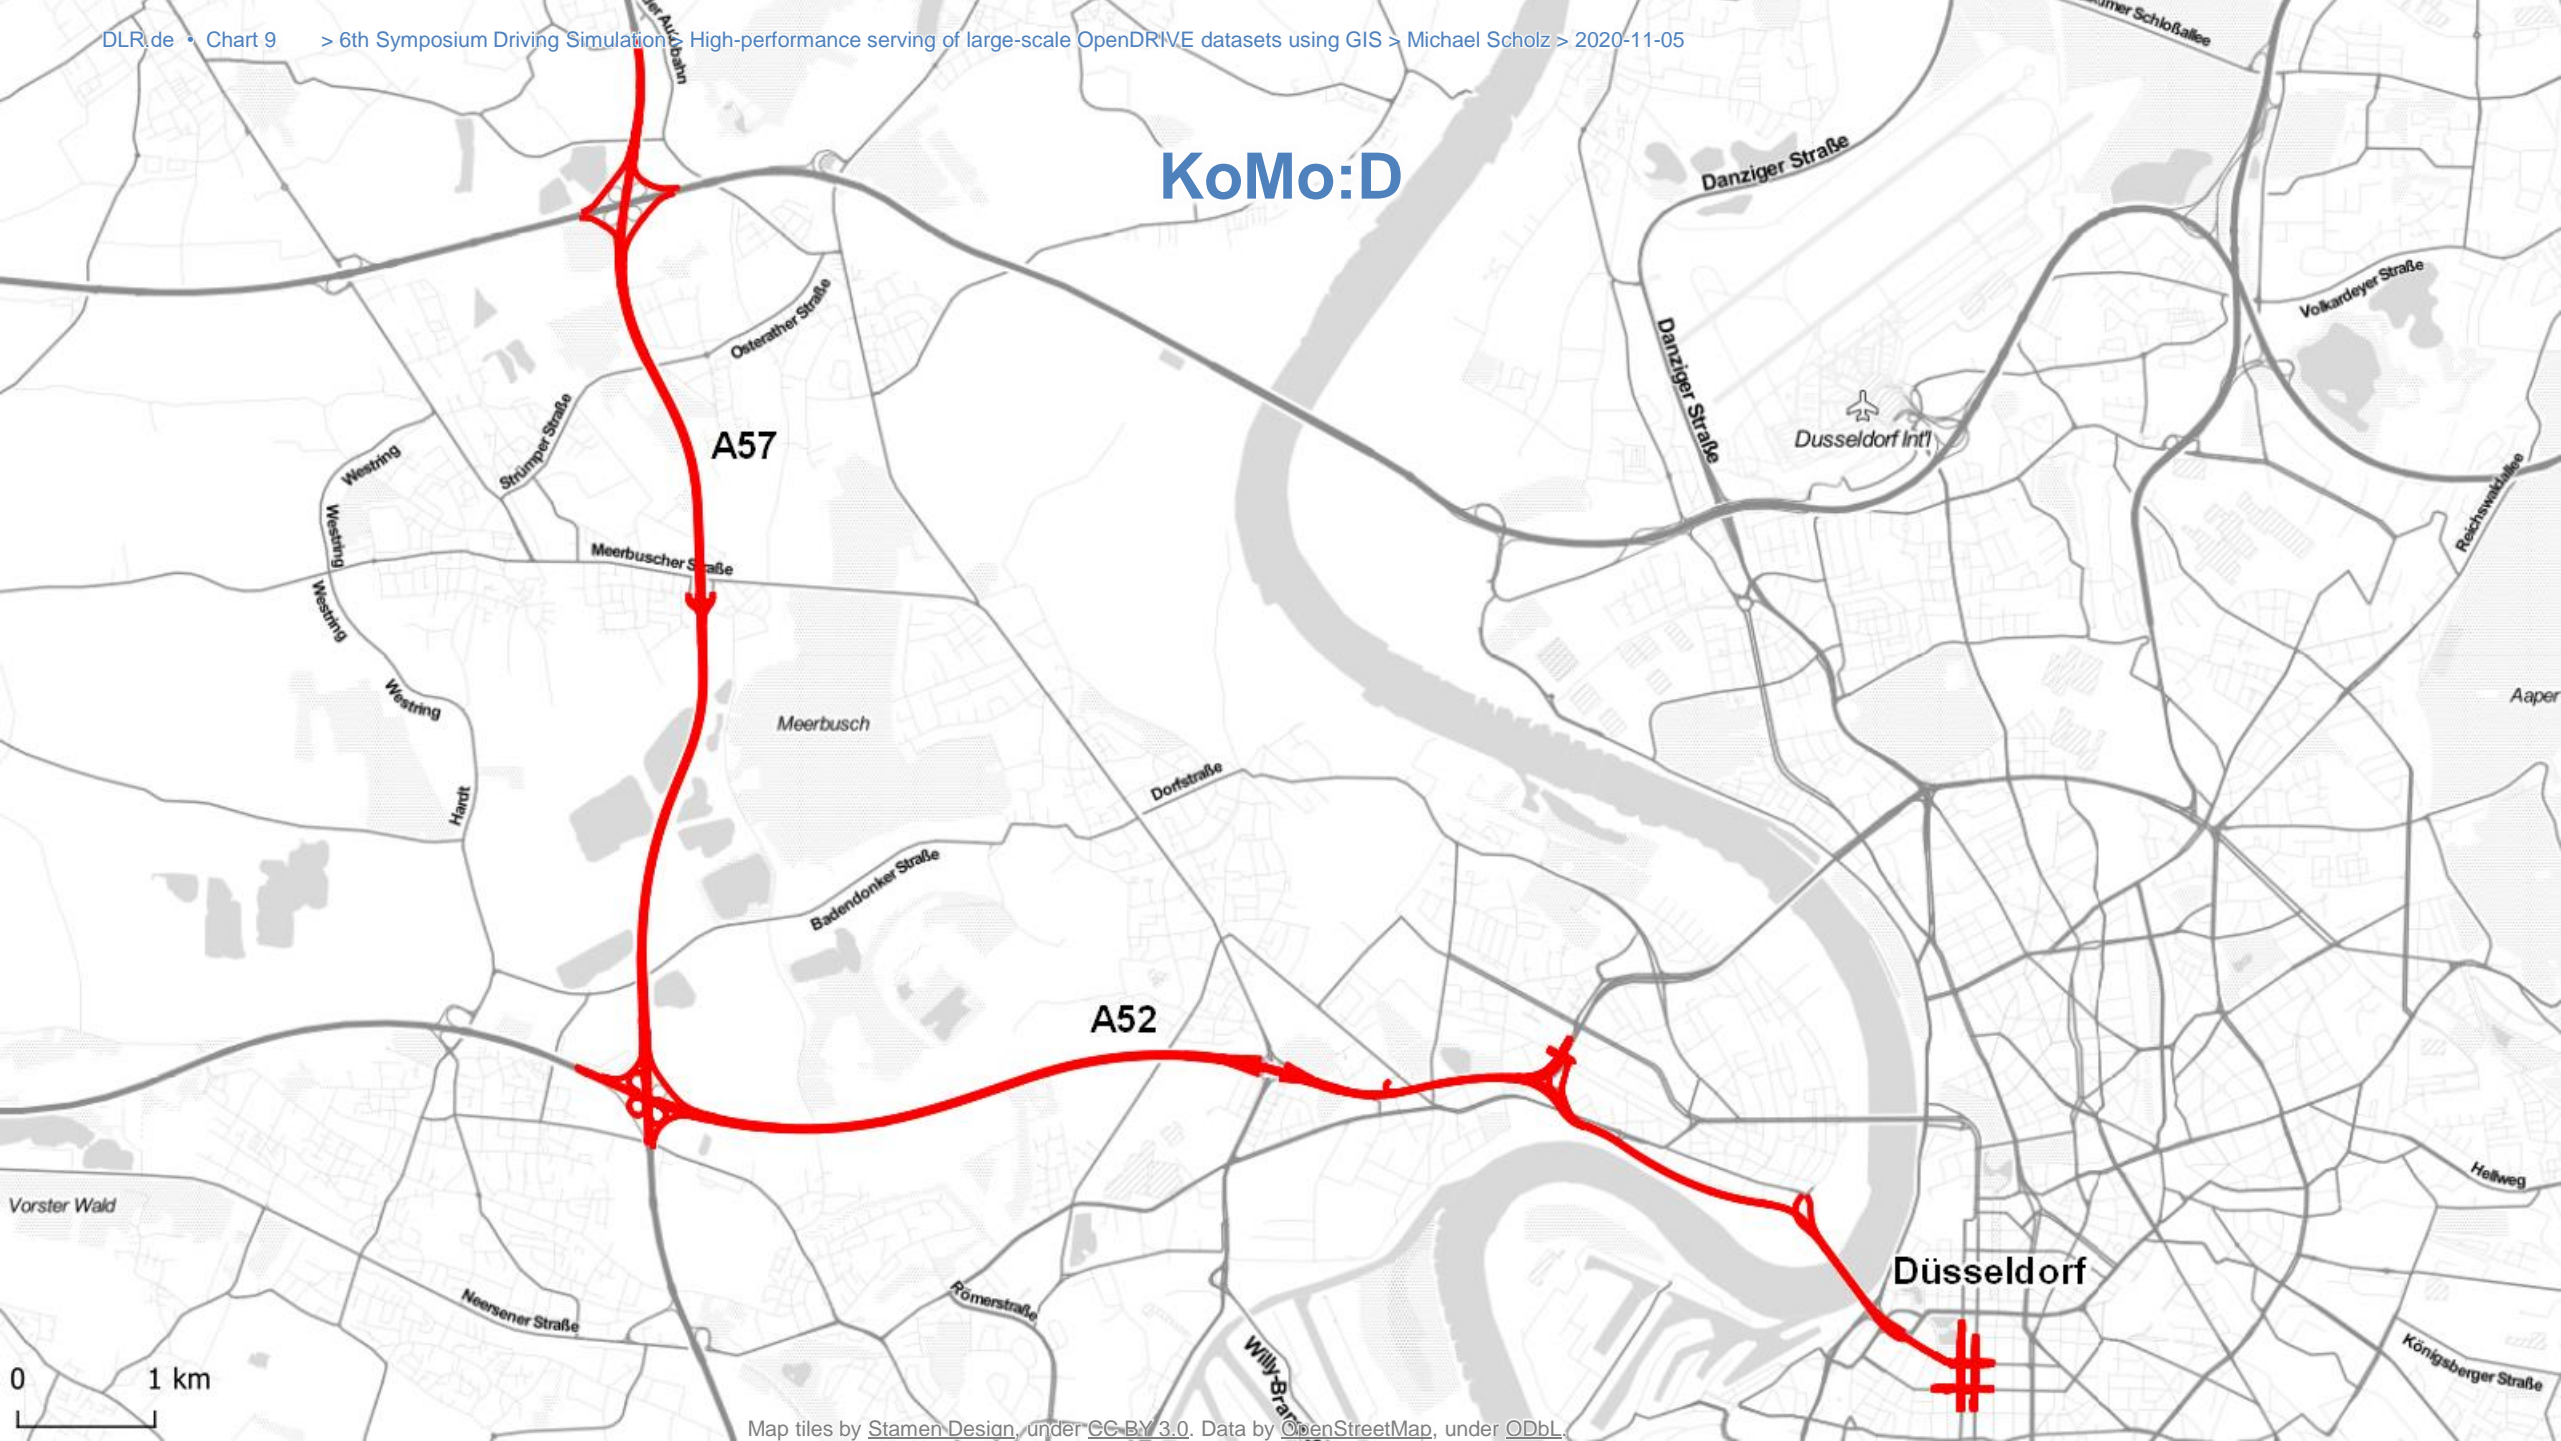 DLR.de • Chart 9 > 6th Symposium Driving Simulation > High-performance serving of large-scale OpenDRIVE datasets using GIS > Michael Scholz > 2020-11-05
Schloßallee
KoMo:D
Danziger Straße
Volkardeyer Straße
Osterather Straße
Danziger Straße
Dusseldorf Int'l
Strümper Straße
A57
Westring
Westring
Reichswaldallee
Meerbuscher Straße
Westring
Westring
Meerbusch
Aaper
Dorfstraße
Hardt
Badendonker Straße
A52
Vorster Wald
Hellweg
Düsseldorf
Neersener Straße
Römerstraße
Königsberger Straße
0 1 km
Map tiles by Stamen Design, under CC BY 3.0. Data by OpenStreetMap, under ODbL.